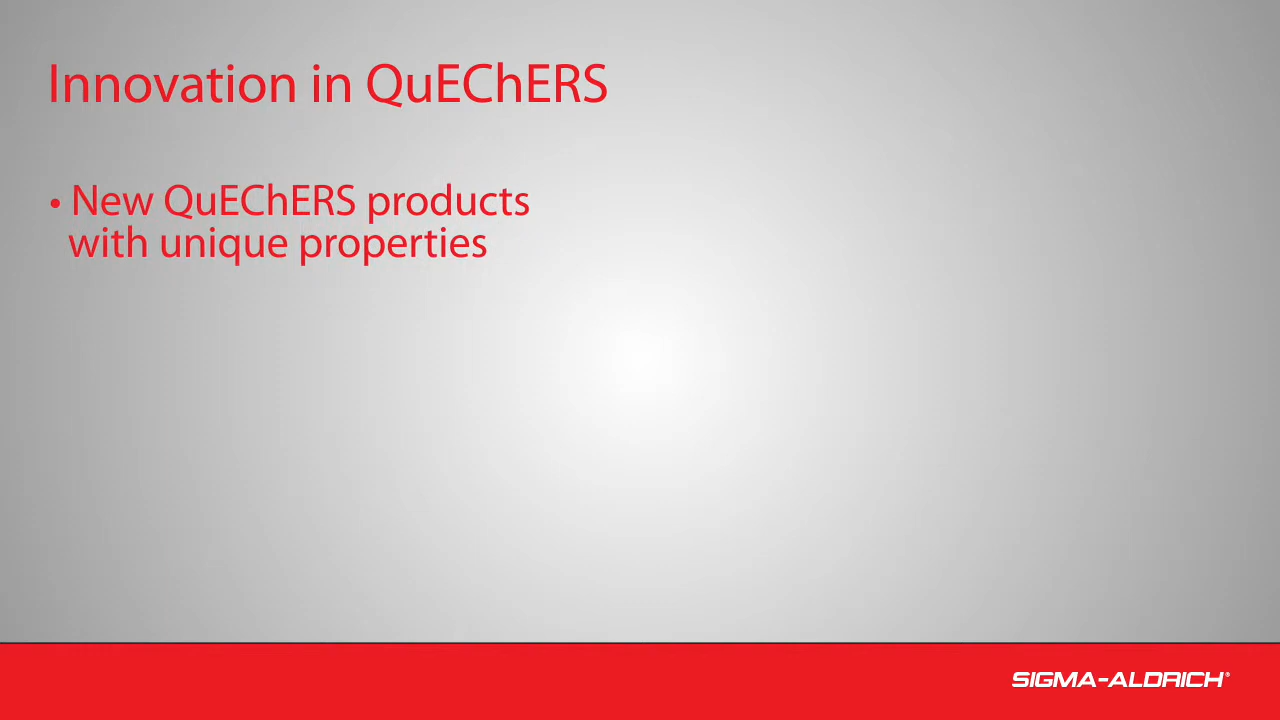 Innovation in QuEChERS
• New QuEChERS products
with unique properties
SIGMA-ALDRICH®